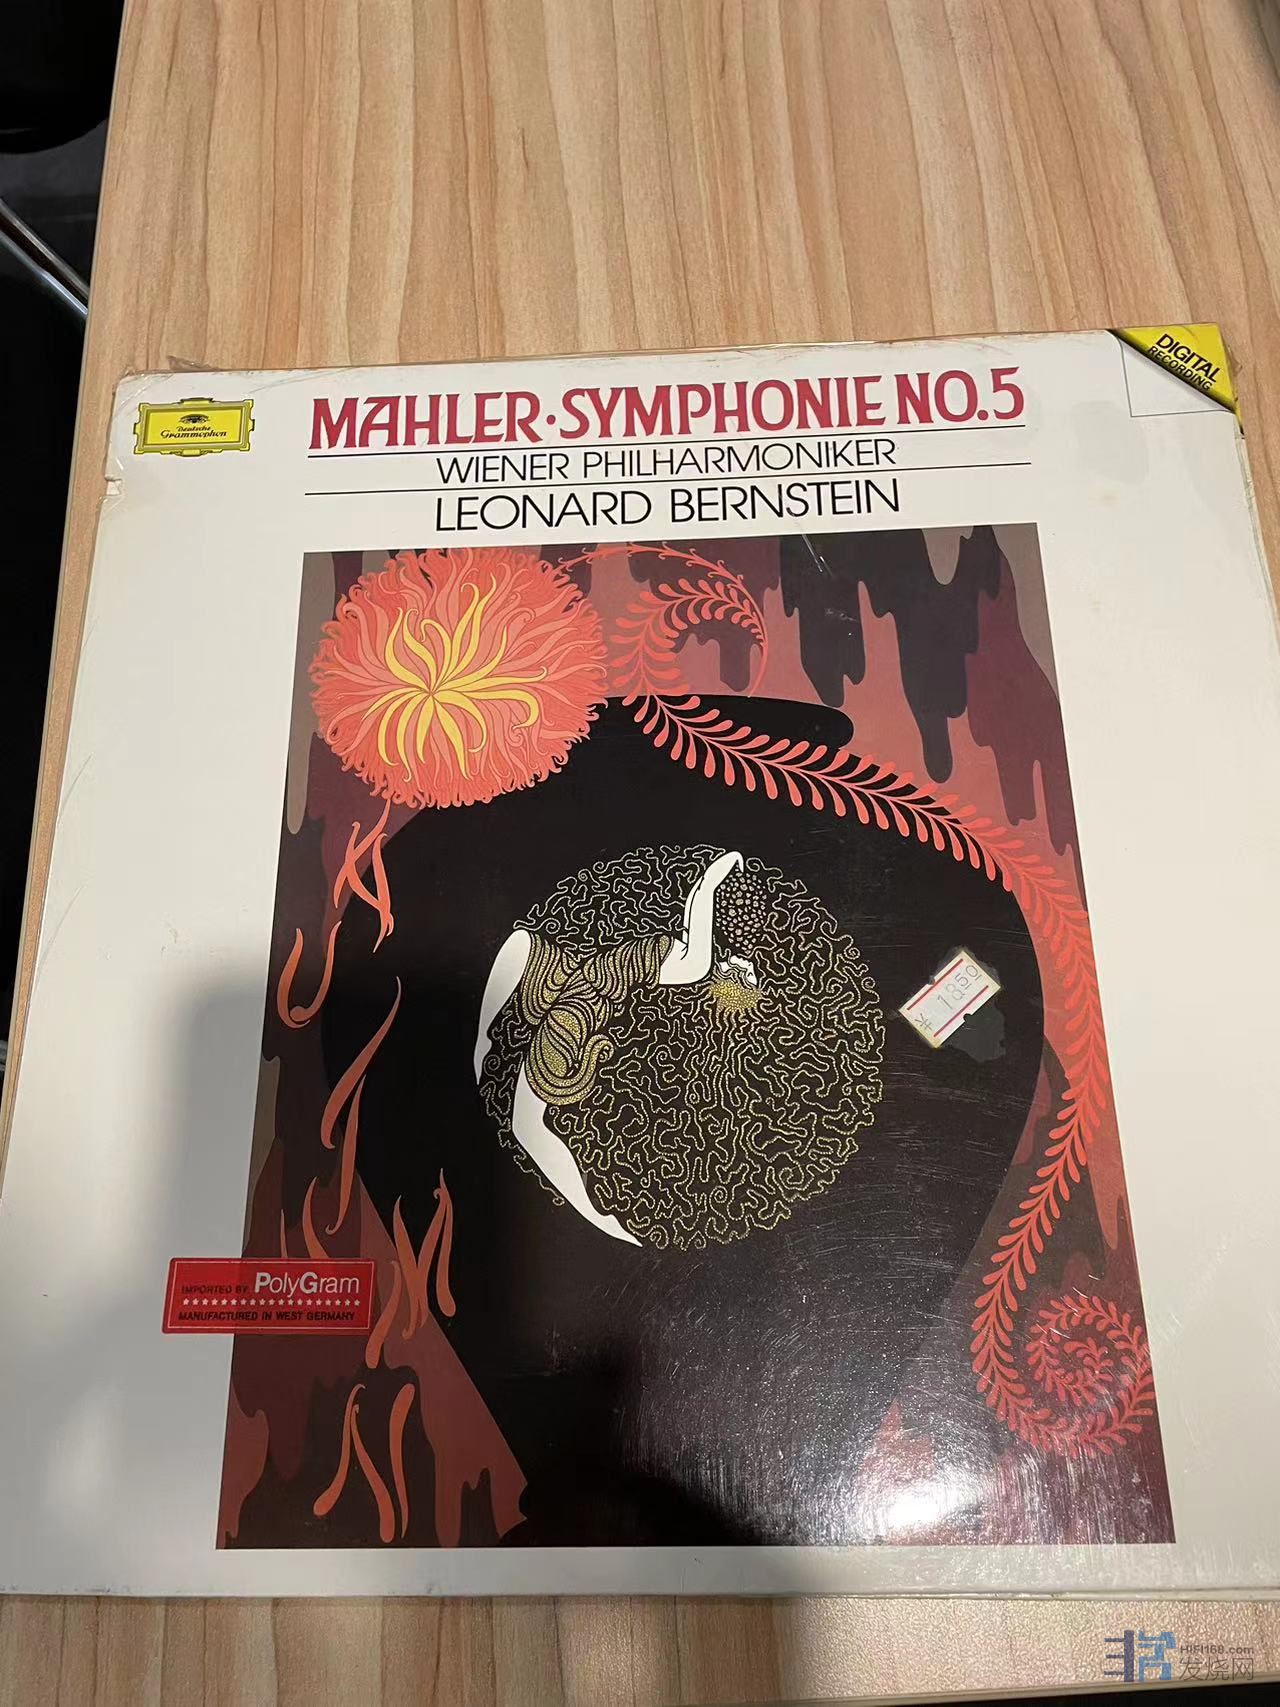 DIGITAL
RECORDING
Deutsche
Grammophon
MAHLER·SYMPHONIE NO.5
WIENER PHILHARMONIKER
LEONARD BERNSTEIN
1850
IMPORTED BY PolyGram
MANUFACTURED IN WEST GERMANY
HIFI168.com
发烧网